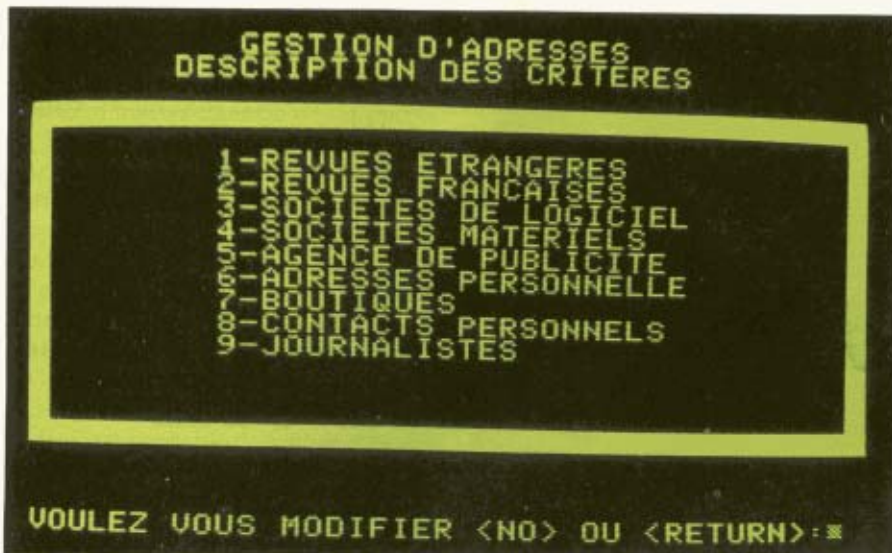 GESTION D'ADRESSES
DESCRIPTION DES CRITERES
1-REVUES ETRANGERES
2-REVUES FRANCAISES
3-SOCIETES DE LOGICIEL
4-SOCIETES MATERIELS
5-AGENCE DE PUBLICITE
6-ADRESSES PERSONNELLE
7-BOUTIQUES
8-CONTACTS PERSONNELS
9-JOURNALISTES
VOULEZ VOUS MODIFIER <NO> OU <RETURN>: